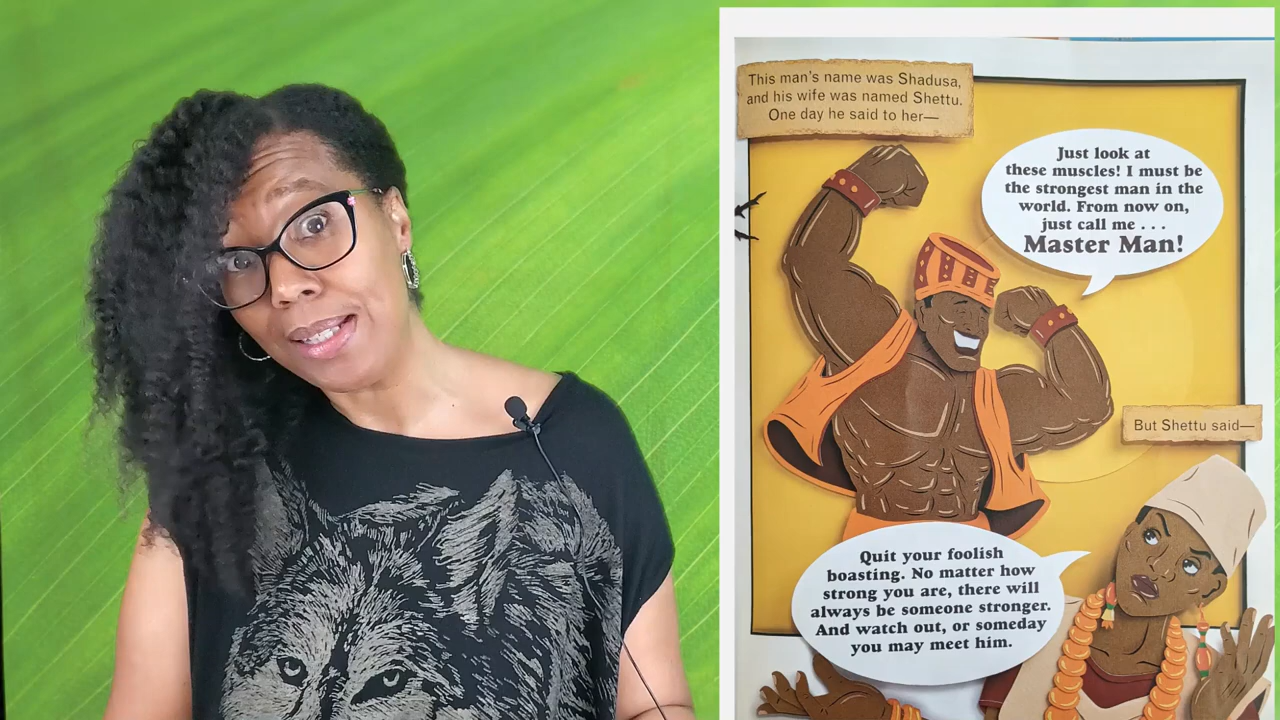 This man's name was Shadusa,
and his wife was named Shettu.
One day he said to her—
Just look at
these muscles! I must be
the strongest man in the
world. From now on,
just call me . . .
Master Man!
But Shettu said—
Quit your foolish
boasting. No matter how
strong you are, there will
always be someone stronger.
And watch out, or someday
you may meet him.